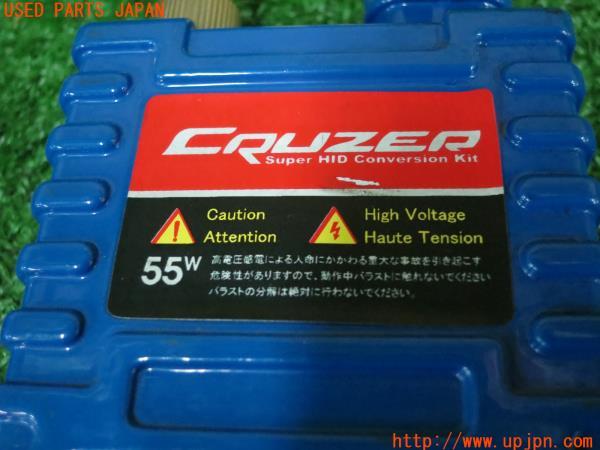 USED PARTS JAPAN
CRUZER
Super HID Conversion Kit
Caution
Attention
High Voltage
Haute Tension
55W
高電圧感電による人命にかかわる重大な事故を引き起こす
危険性がありますので、動作中バラストに触れないでください
バラストの分解は絶対に行わないでください。
http://www.upjpn.com/